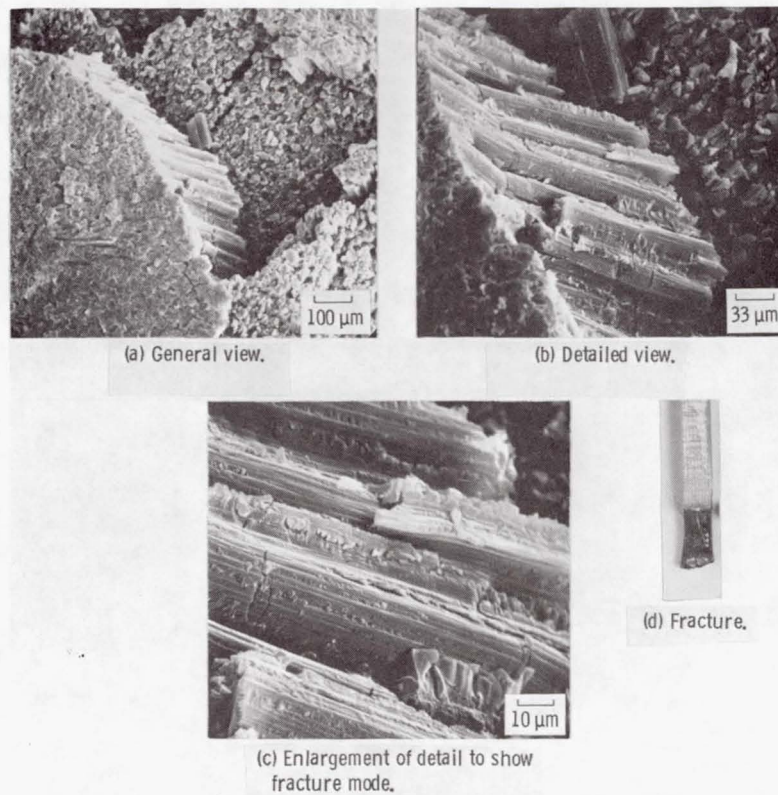 100 μm
33 μm
(a) General view.
(b) Detailed view.
10 μm
(d) Fracture.
(c) Enlargement of detail to show
fracture mode.